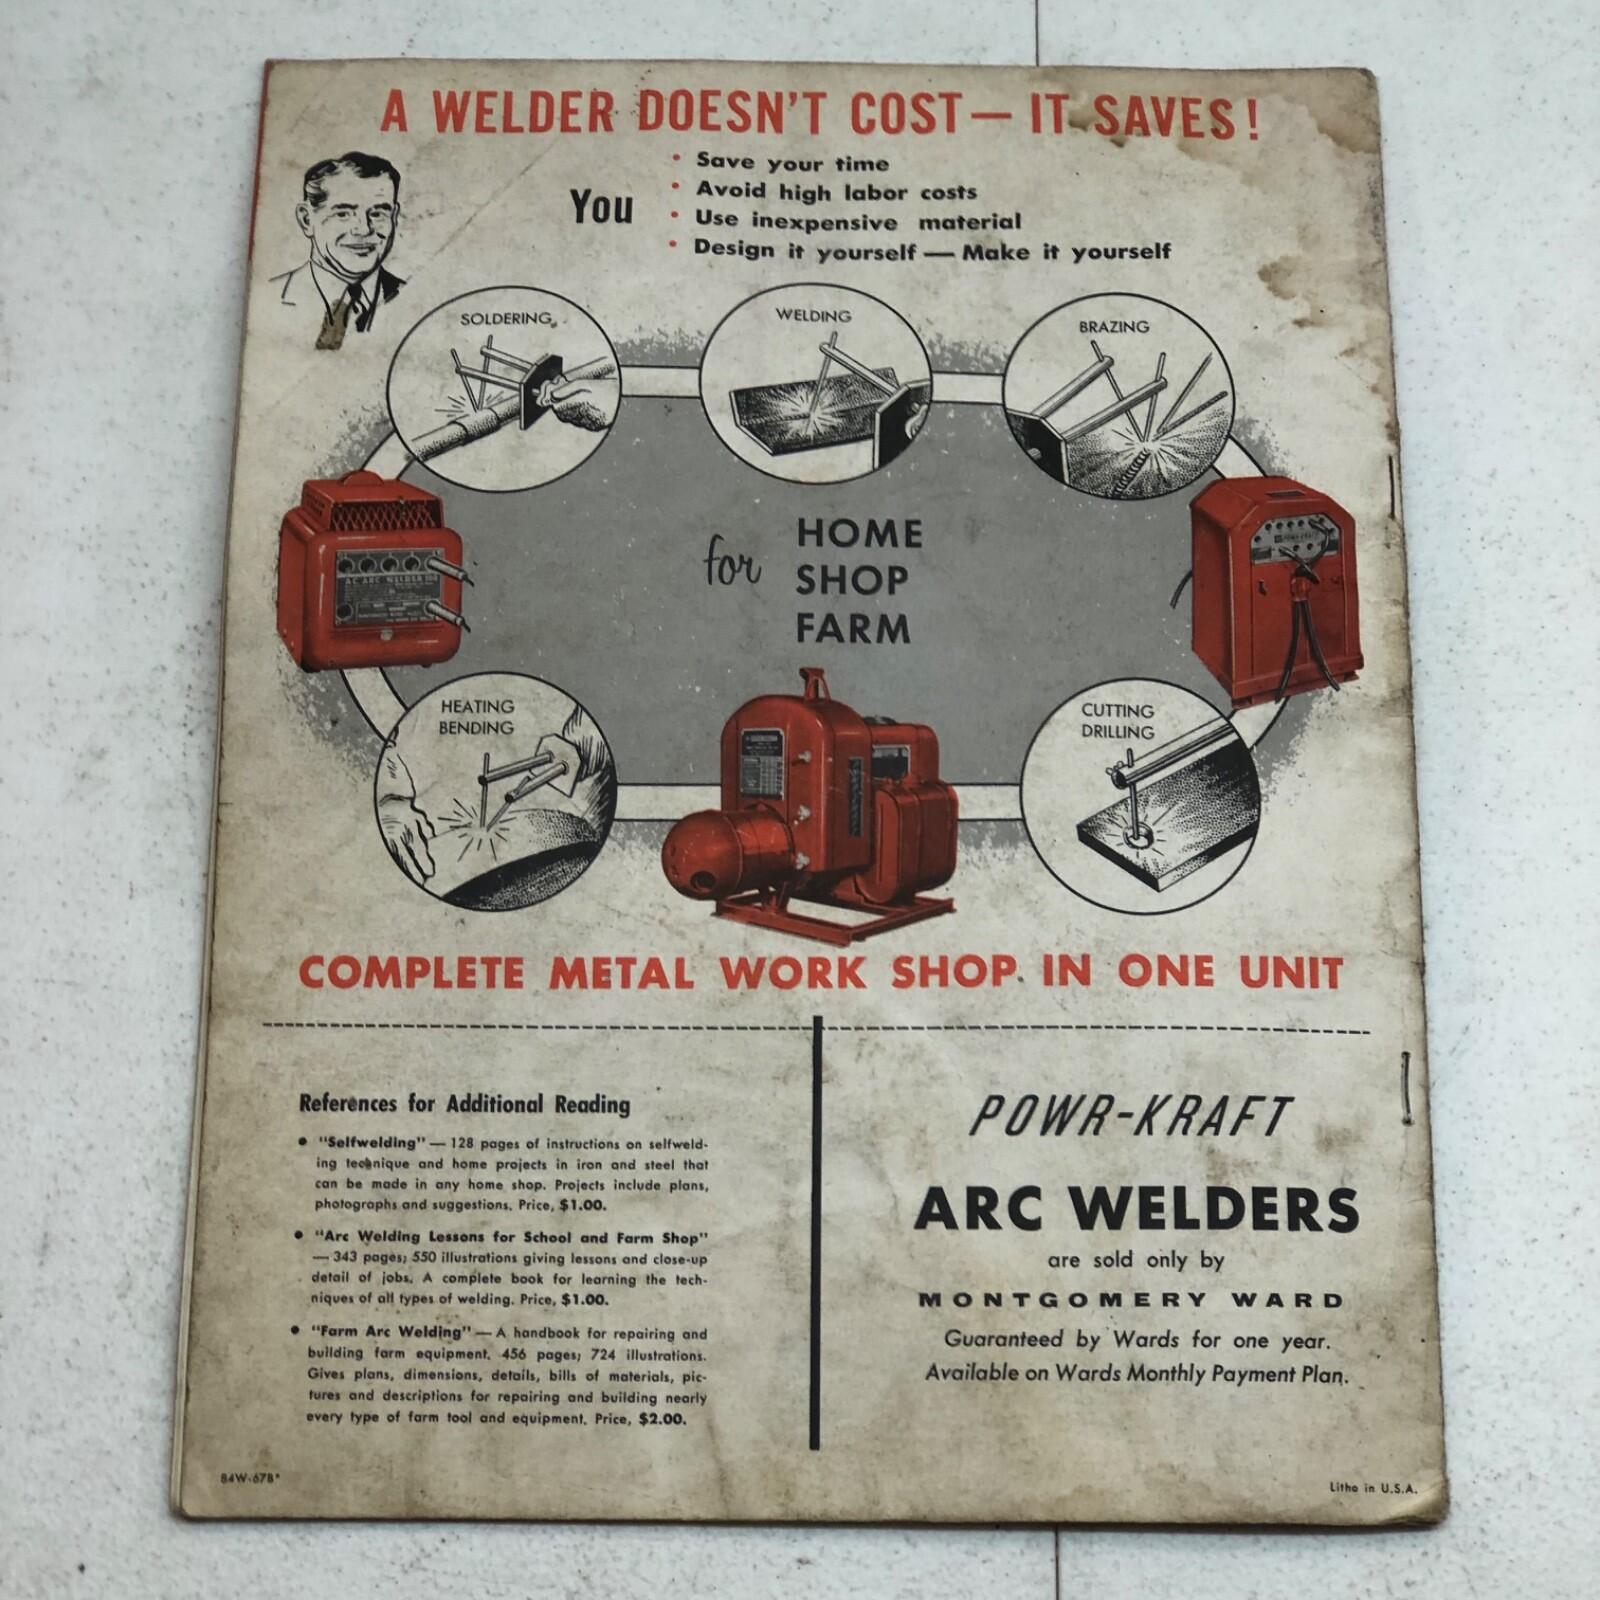 A WELDER DOESN'T COST — IT SAVES!
You
• Save your time
• Avoid high labor costs
• Use inexpensive material
• Design it yourself — Make it yourself
SOLDERING
WELDING
BRAZING
for
HOME
SHOP
FARM
AC ARC WELDER
POWR-KRAFT
HEATING
BENDING
CUTTING
DRILLING
COMPLETE METAL WORK SHOP IN ONE UNIT
References for Additional Reading
• "Selfwelding" — 128 pages of instructions on selfweld-
ing technique and home projects in iron and steel that
can be made in any home shop. Projects include plans,
photographs and suggestions. Price, $1.00.
• "Arc Welding Lessons for School and Farm Shop"
— 343 pages; 550 illustrations giving lessons and close-up
detail of jobs. A complete book for learning the tech-
niques of all types of welding. Price, $1.00.
• "Farm Arc Welding" — A handbook for repairing and
building farm equipment. 456 pages; 724 illustrations.
Gives plans, dimensions, details, bills of materials, pic-
tures and descriptions for repairing and building nearly
every type of farm tool and equipment. Price, $2.00.
84W-67B*
POWR-KRAFT
ARC WELDERS
are sold only by
MONTGOMERY WARD
Guaranteed by Wards for one year.
Available on Wards Monthly Payment Plan.
Litho in U.S.A.